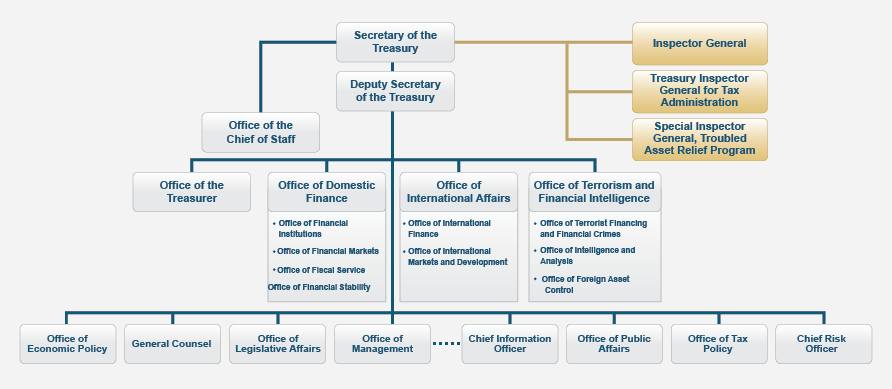 Secretary of the
Treasury
Inspector General
Deputy Secretary
of the Treasury
Treasury Inspector
General for Tax
Administration
Office of the
Chief of Staff
Special Inspector
General, Troubled
Asset Relief Program
Office of the
Treasurer
Office of Domestic
Finance
• Office of Financial
Institutions
• Office of Financial Markets
• Office of Fiscal Service
Office of Financial Stability
Office of
International Affairs
• Office of International
Finance
• Office of International
Markets and Development
Office of Terrorism and
Financial Intelligence
• Office of Terrorist Financing
and Financial Crimes
• Office of Intelligence and
Analysis
• Office of Foreign Asset
Control
Office of
Economic Policy
General Counsel
Office of
Legislative Affairs
Office of
Management
Chief Information
Officer
Office of Public
Affairs
Office of Tax
Policy
Chief Risk
Officer